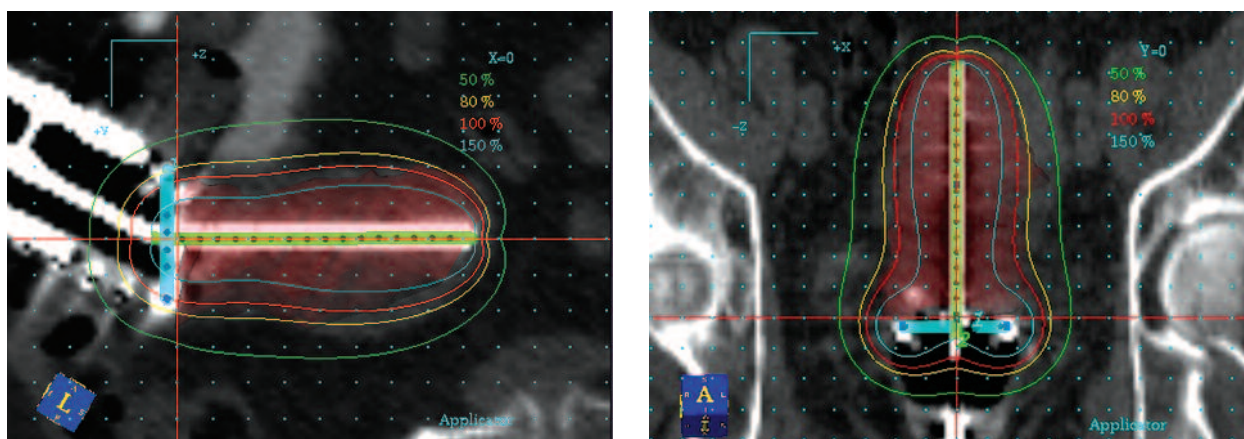 +Z
X=0
50 %
80 %
100 %
150 %
+Y
L
Applicator
+X
Y=0
50 %
80 %
100 %
150 %
-Z
A
Applicator